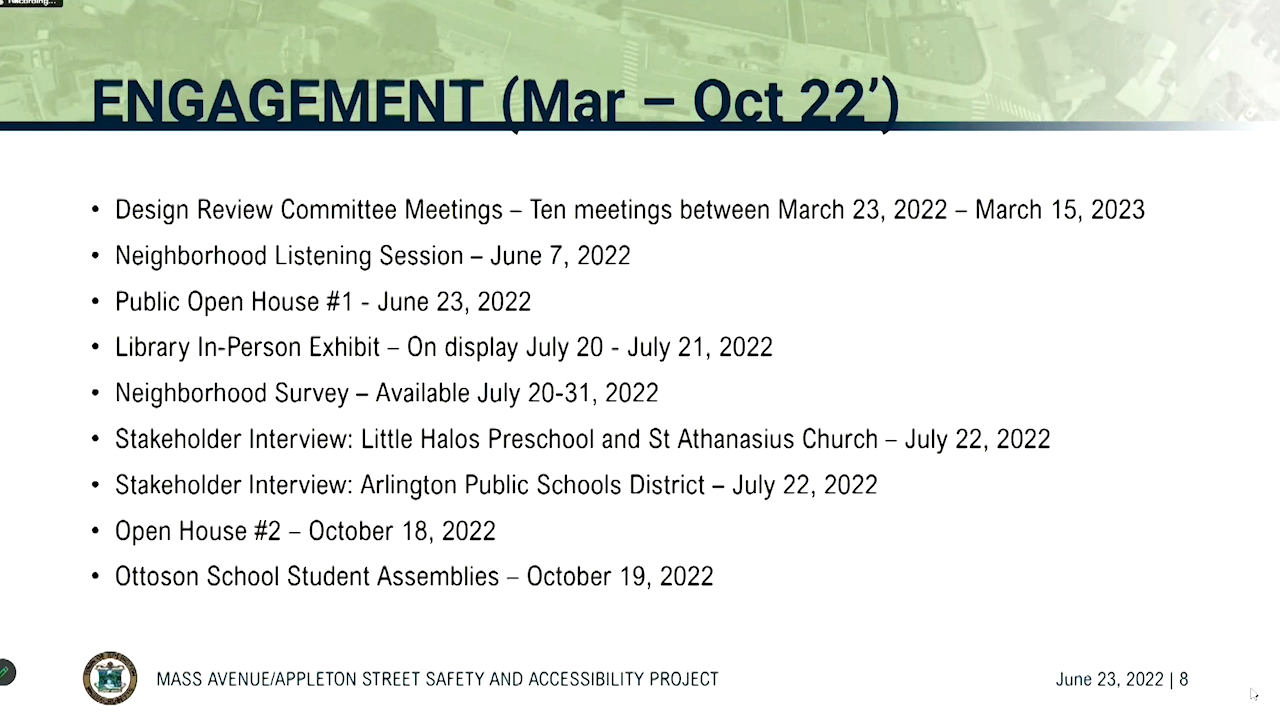 Recording...
ENGAGEMENT (Mar – Oct 22’)
• Design Review Committee Meetings – Ten meetings between March 23, 2022 – March 15, 2023
• Neighborhood Listening Session – June 7, 2022
• Public Open House #1 - June 23, 2022
• Library In-Person Exhibit – On display July 20 - July 21, 2022
• Neighborhood Survey – Available July 20-31, 2022
• Stakeholder Interview: Little Halos Preschool and St Athanasius Church – July 22, 2022
• Stakeholder Interview: Arlington Public Schools District – July 22, 2022
• Open House #2 – October 18, 2022
• Ottoson School Student Assemblies – October 19, 2022
MASS AVENUE/APPLETON STREET SAFETY AND ACCESSIBILITY PROJECT
June 23, 2022 | 8